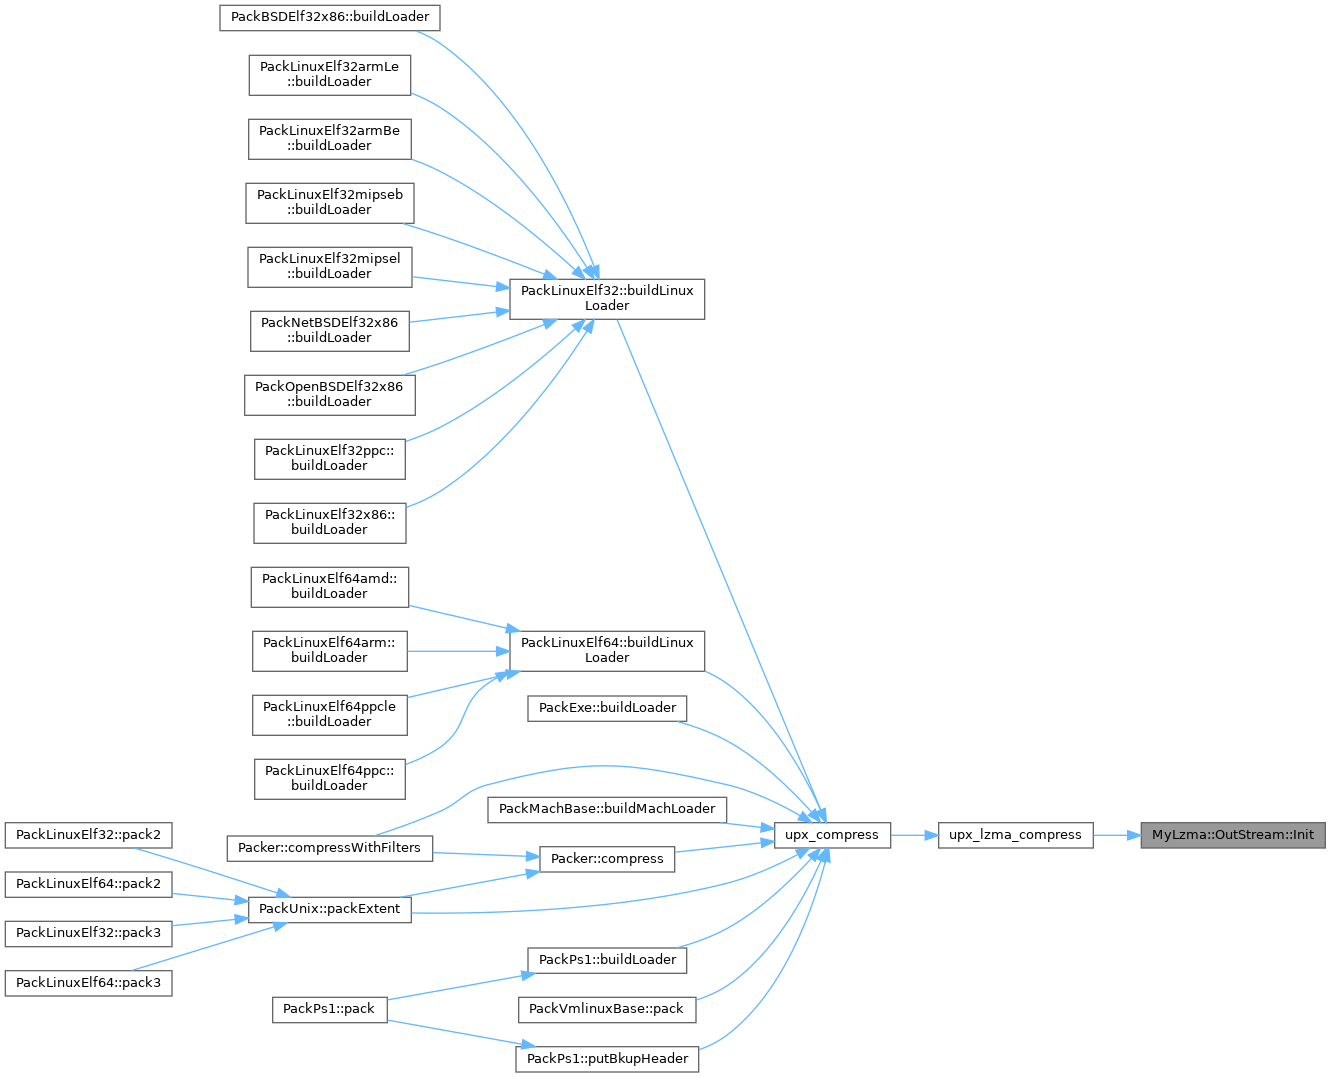 PackBSDElf32x86::buildLoader
PackLinuxElf32armLe
::buildLoader
PackLinuxElf32armBe
::buildLoader
PackLinuxElf32mipseb
::buildLoader
PackLinuxElf32mipsel
::buildLoader
PackNetBSDElf32x86
::buildLoader
PackOpenBSDElf32x86
::buildLoader
PackLinuxElf32ppc::
buildLoader
PackLinuxElf32x86::
buildLoader
PackLinuxElf32::buildLinux
Loader
PackLinuxElf64amd::
buildLoader
PackLinuxElf64arm::
buildLoader
PackLinuxElf64ppcle
::buildLoader
PackLinuxElf64ppc::
buildLoader
PackLinuxElf64::buildLinux
Loader
PackExe::buildLoader
PackMachBase::buildMachLoader
Packer::compressWithFilters
Packer::compress
PackLinuxElf32::pack2
PackLinuxElf64::pack2
PackLinuxElf32::pack3
PackLinuxElf64::pack3
PackUnix::packExtent
PackPs1::buildLoader
PackPs1::pack
PackVmlinuxBase::pack
PackPs1::putBkupHeader
upx_compress
upx_lzma_compress
MyLzma::OutStream::Init